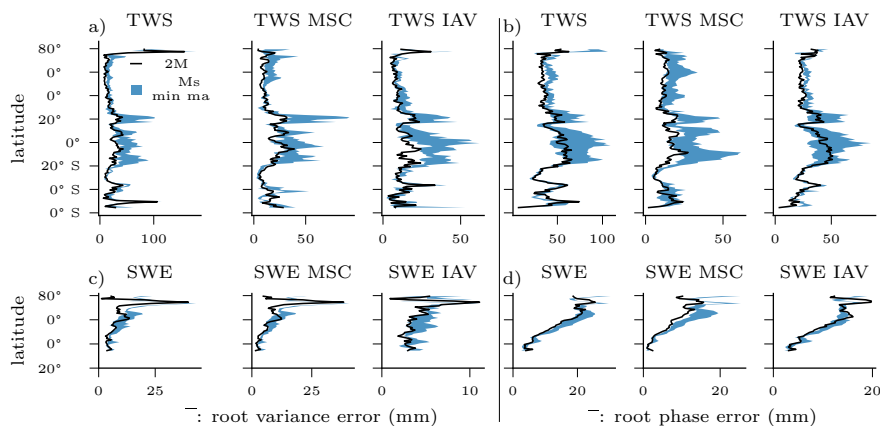 a) TWS TWS MSC TWS IAV b) TWS TWS MSC TWS IAV
80°
0°
0°
20°
0°
20° S
0° S
0° S
latitude
2M
Ms
min ma
0 100 0 50 0 50 50 100 0 50 0 50
c) SWE SWE MSC SWE IAV d) SWE SWE MSC SWE IAV
80°
0°
0°
20°
latitude
0 25 0 25 0 10 0 20 0 20 0 20
‾: root variance error (mm) ‾: root phase error (mm)